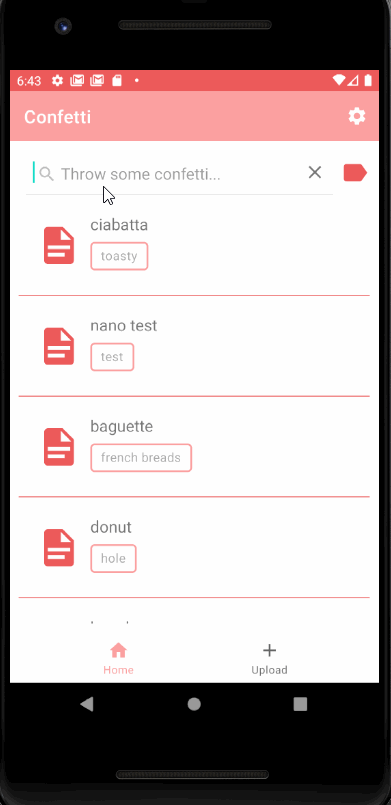 6:43
Confetti
Throw some confetti...
ciabatta
toasty
nano test
test
baguette
french breads
donut
hole
Home
Upload